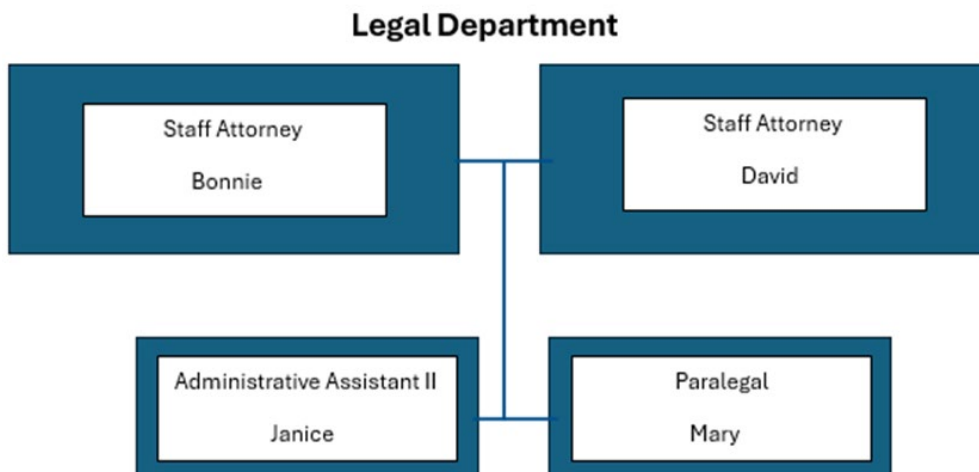 Legal Department
Staff Attorney
Bonnie
Staff Attorney
David
Administrative Assistant II
Janice
Paralegal
Mary